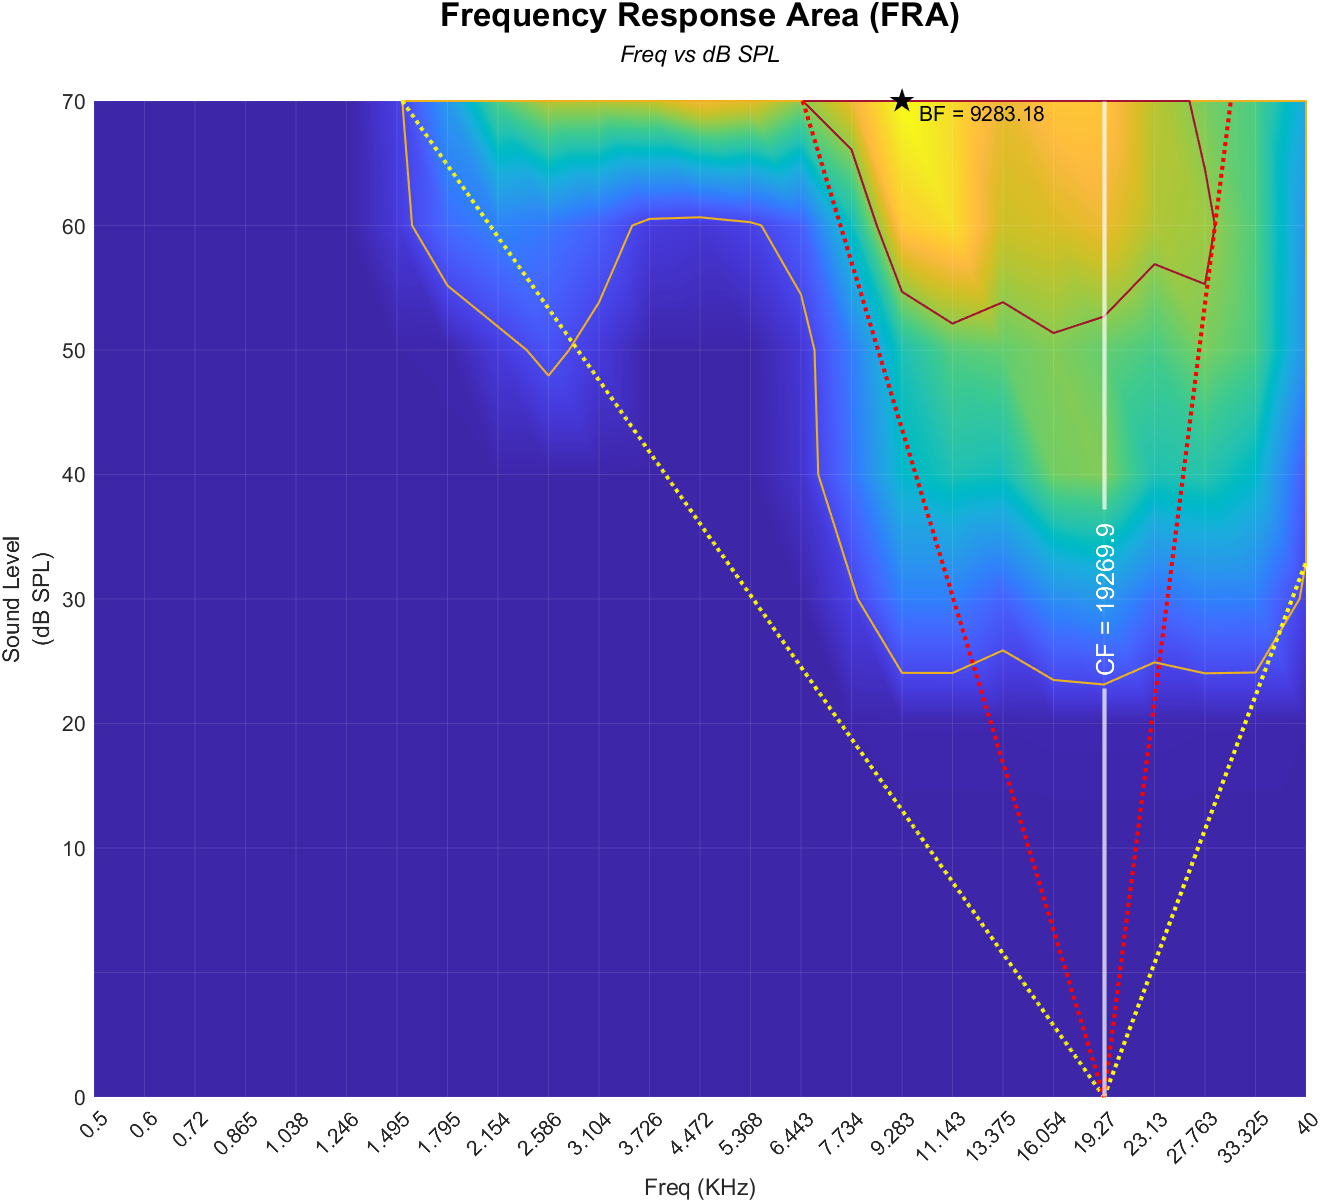 Frequency Response Area (FRA)
Freq vs dB SPL
BF = 9283.18
CF = 19269.9
Sound Level
(dB SPL)
70
60
50
40
30
20
10
0
0.5 0.6 0.72 0.865 1.038 1.246 1.495 1.795 2.154 2.586 3.104 3.726 4.472 5.368 6.443 7.734 9.283 11.143 13.375 16.054 19.27 23.13 27.763 33.325 40
Freq (KHz)